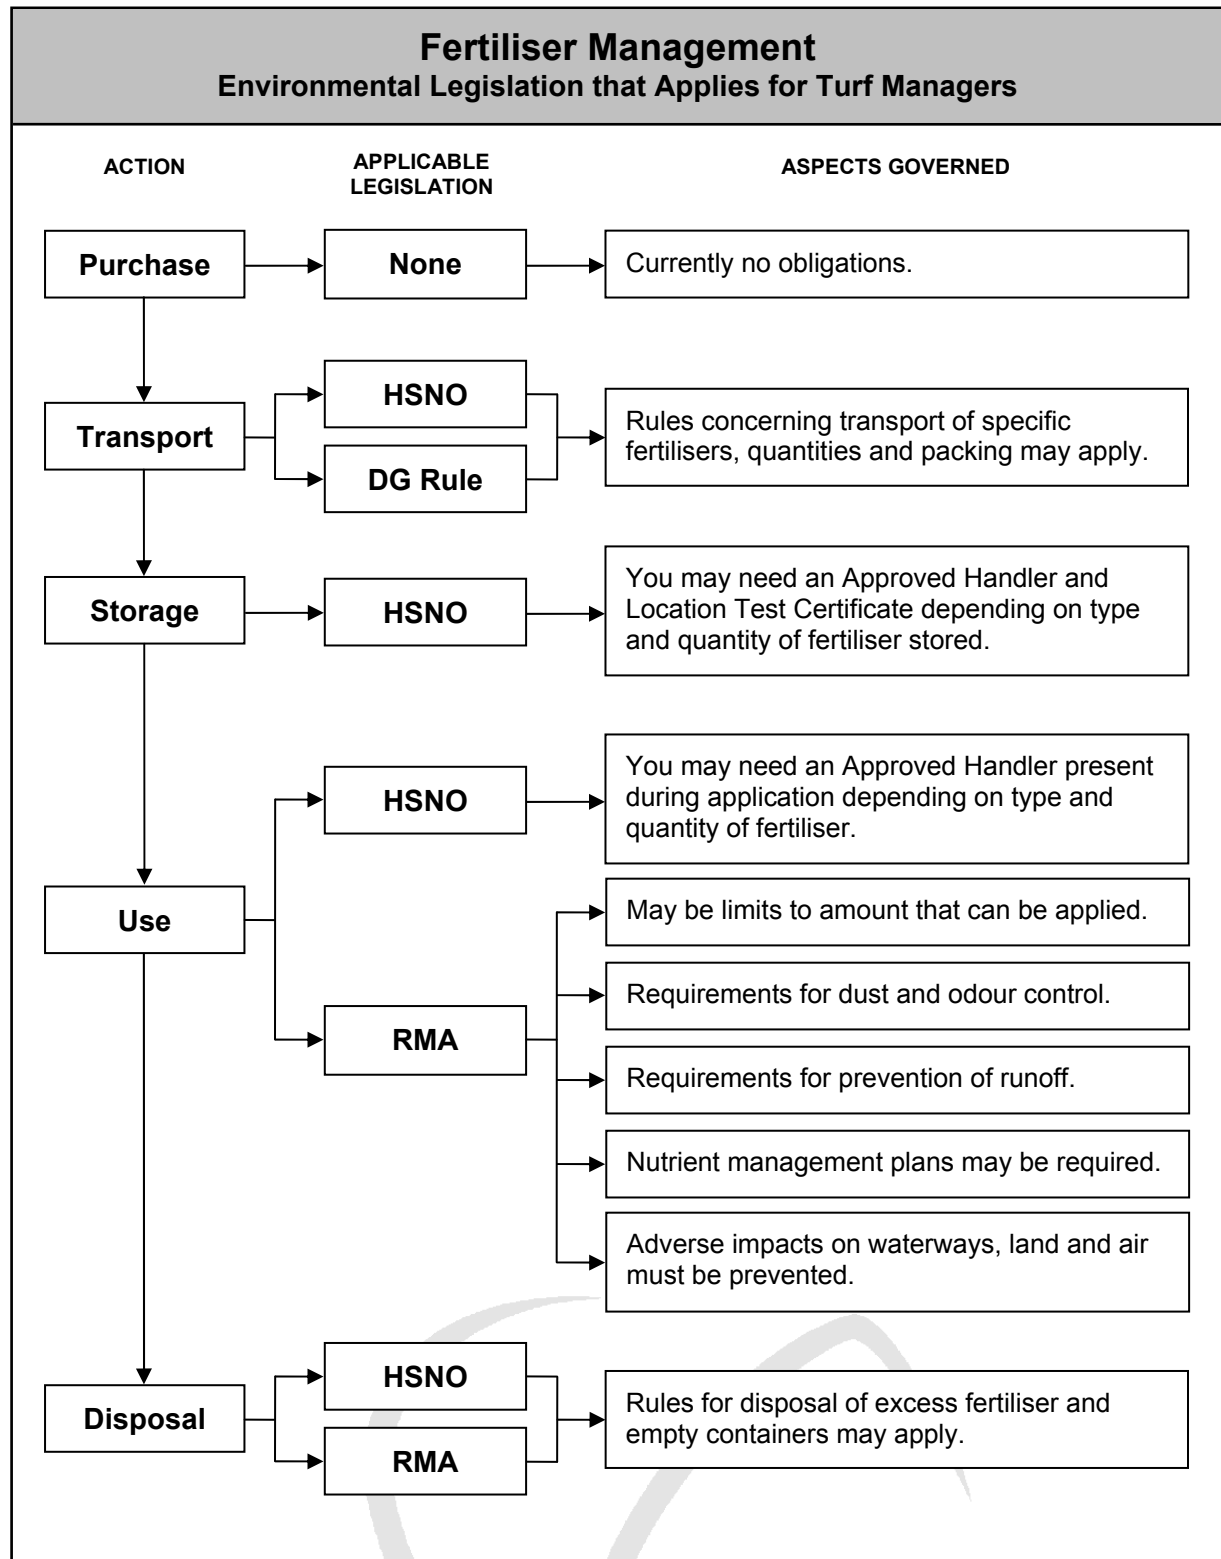 Fertiliser Management
Environmental Legislation that Applies for Turf Managers
ACTION
APPLICABLE
LEGISLATION
ASPECTS GOVERNED
Purchase
None
Currently no obligations.
Transport
HSNO
DG Rule
Rules concerning transport of specific
fertilisers, quantities and packing may apply.
Storage
HSNO
You may need an Approved Handler and
Location Test Certificate depending on type
and quantity of fertiliser stored.
Use
HSNO
You may need an Approved Handler present
during application depending on type and
quantity of fertiliser.
RMA
May be limits to amount that can be applied.
Requirements for dust and odour control.
Requirements for prevention of runoff.
Nutrient management plans may be required.
Adverse impacts on waterways, land and air
must be prevented.
Disposal
HSNO
RMA
Rules for disposal of excess fertiliser and
empty containers may apply.